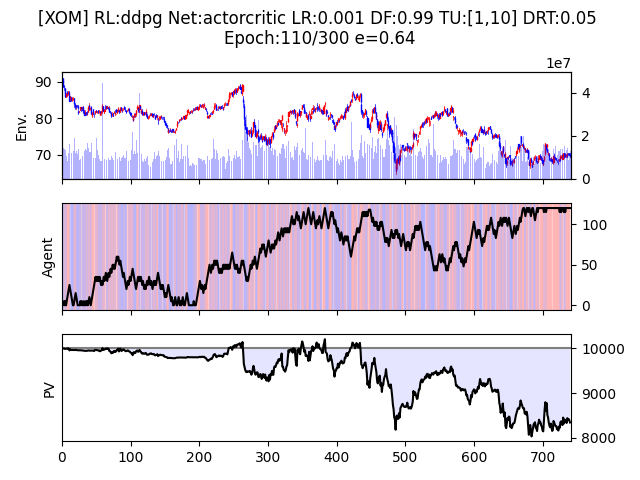 [XOM] RL:ddpg Net:actorcritic LR:0.001 DF:0.99 TU:[1,10] DRT:0.05
Epoch:110/300 e=0.64
1e7
90
80
70
Env.
4
2
0
Agent
100
50
0
PV
10000
9000
8000
0 100 200 300 400 500 600 700